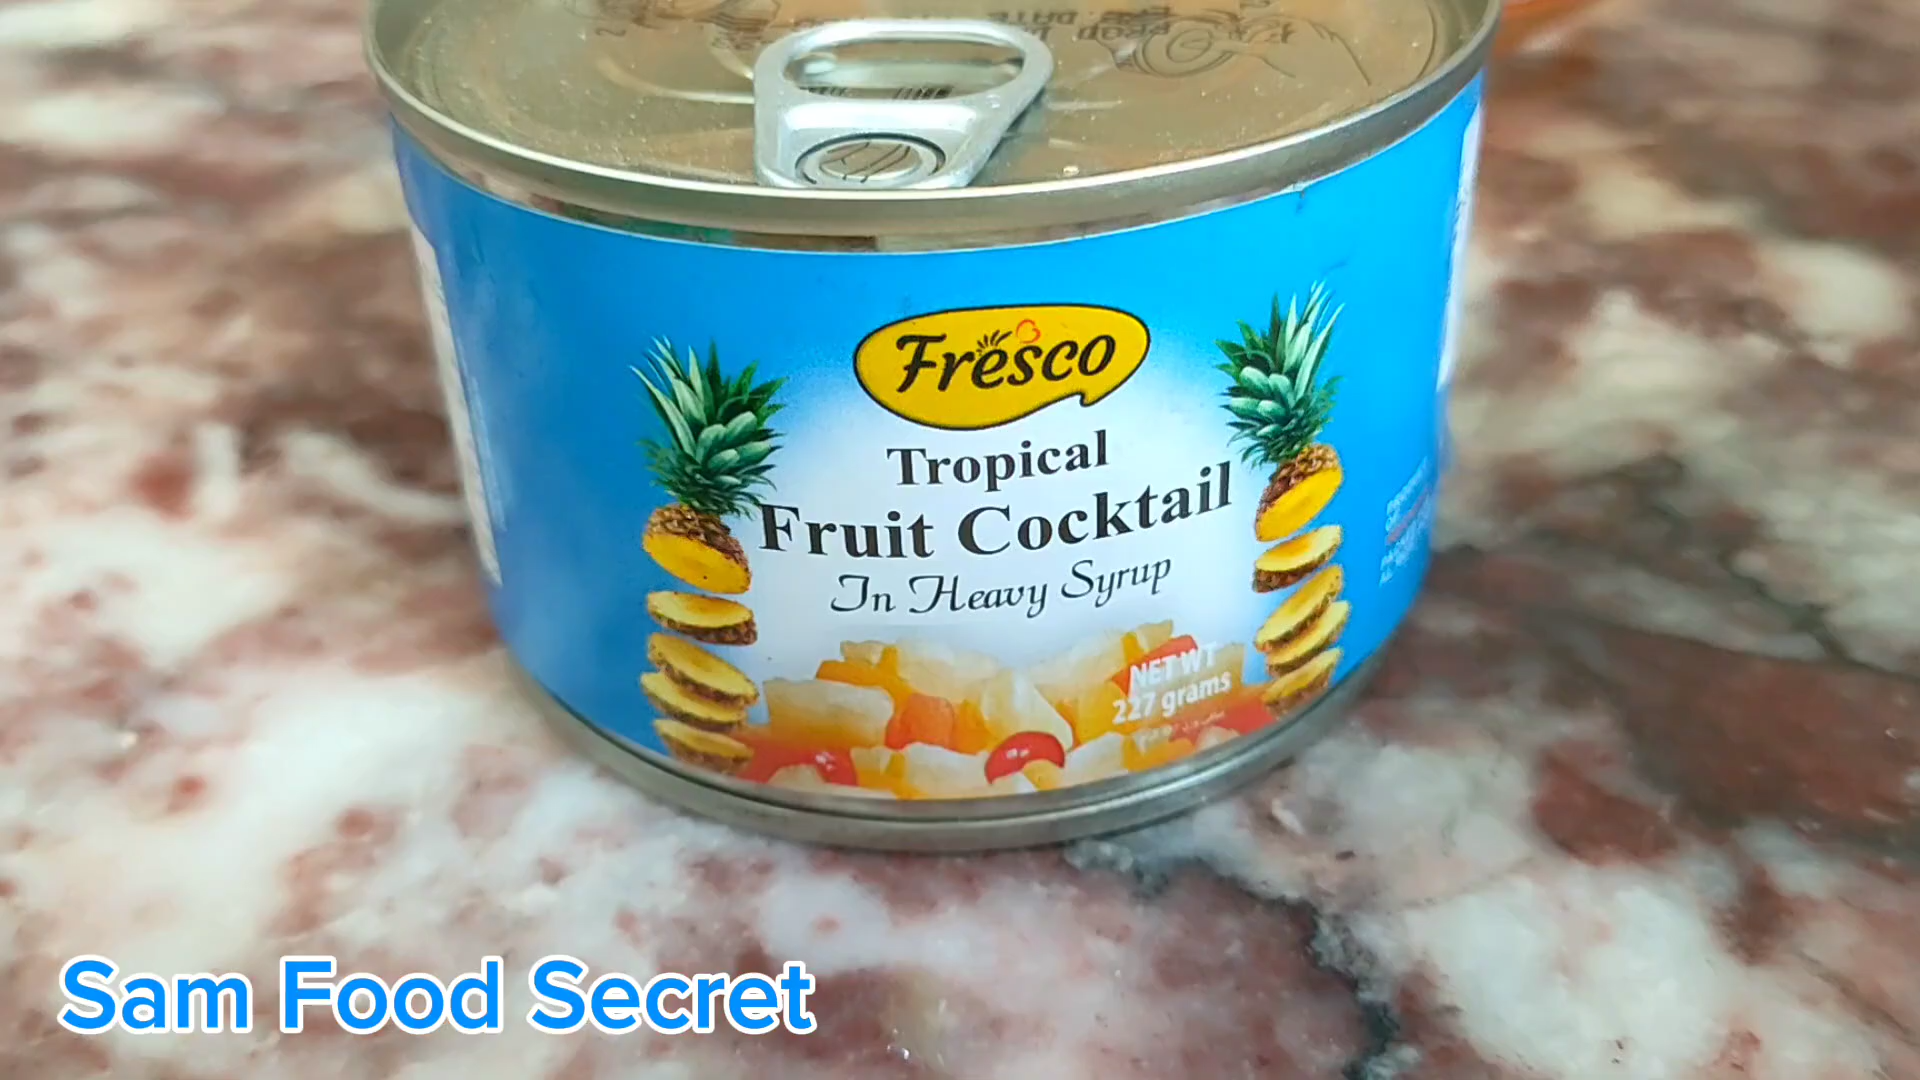 Fresco
Tropical
Fruit Cocktail
In Heavy Syrup
NET WT
227 grams
Sam Food Secret